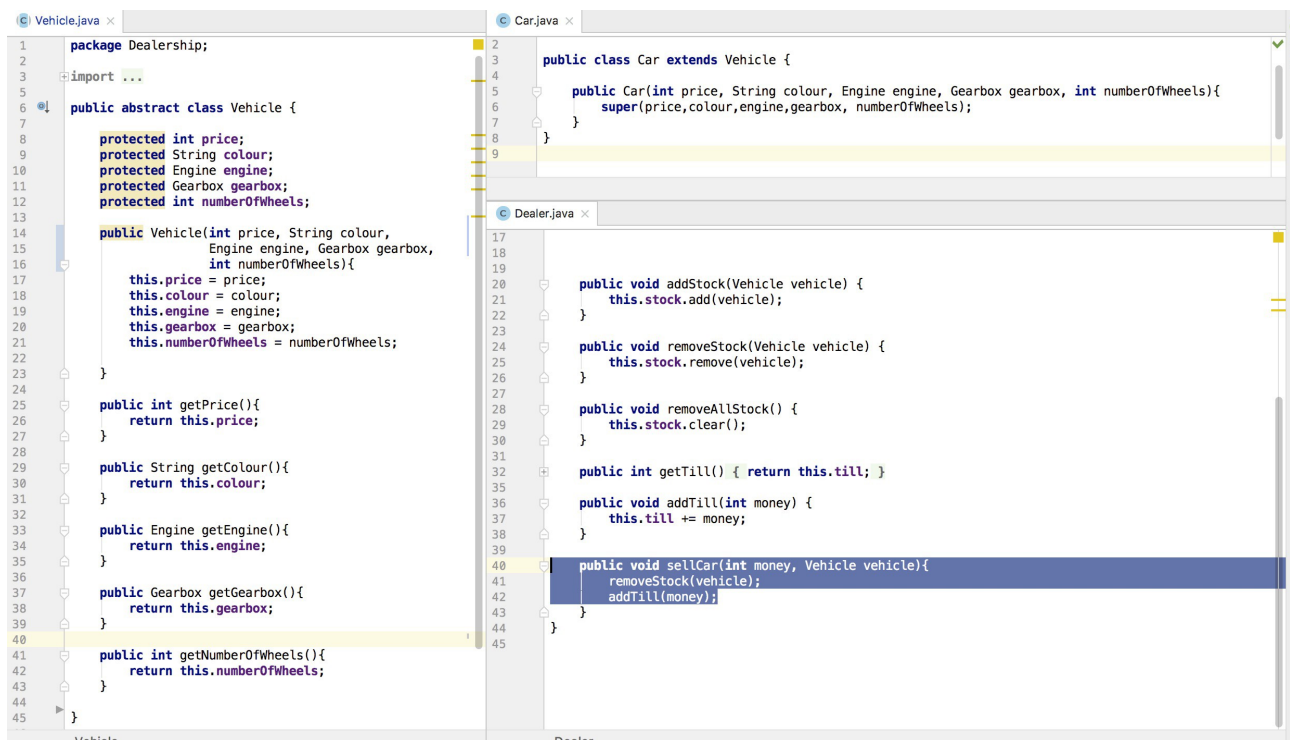 Vehicle.java ×
1 package Dealership;
2
3 import ...
5
6 public abstract class Vehicle {
7
8 protected int price;
9 protected String colour;
10 protected Engine engine;
11 protected Gearbox gearbox;
12 protected int numberOfWheels;
13
14 public Vehicle(int price, String colour,
15 Engine engine, Gearbox gearbox,
16 int numberOfWheels){
17 this.price = price;
18 this.colour = colour;
19 this.engine = engine;
20 this.gearbox = gearbox;
21 this.numberOfWheels = numberOfWheels;
22
23 }
24
25 public int getPrice(){
26 return this.price;
27 }
28
29 public String getColour(){
30 return this.colour;
31 }
32
33 public Engine getEngine(){
34 return this.engine;
35 }
36
37 public Gearbox getGearbox(){
38 return this.gearbox;
39 }
40
41 public int getNumberOfWheels(){
42 return this.numberOfWheels;
43 }
44
45 }
Vehicle
C Car.java ×
2
3 public class Car extends Vehicle {
4
5 public Car(int price, String colour, Engine engine, Gearbox gearbox, int numberOfWheels){
6 super(price,colour,engine,gearbox, numberOfWheels);
7 }
8 }
9
C Dealer.java ×
17
18
19
20 public void addStock(Vehicle vehicle) {
21 this.stock.add(vehicle);
22 }
23
24 public void removeStock(Vehicle vehicle) {
25 this.stock.remove(vehicle);
26 }
27
28 public void removeAllStock() {
29 this.stock.clear();
30 }
31
32 public int getTill() { return this.till; }
35
36 public void addTill(int money) {
37 this.till += money;
38 }
39
40 public void sellCar(int money, Vehicle vehicle){
41 removeStock(vehicle);
42 addTill(money);
43 }
44 }
45
Dealer